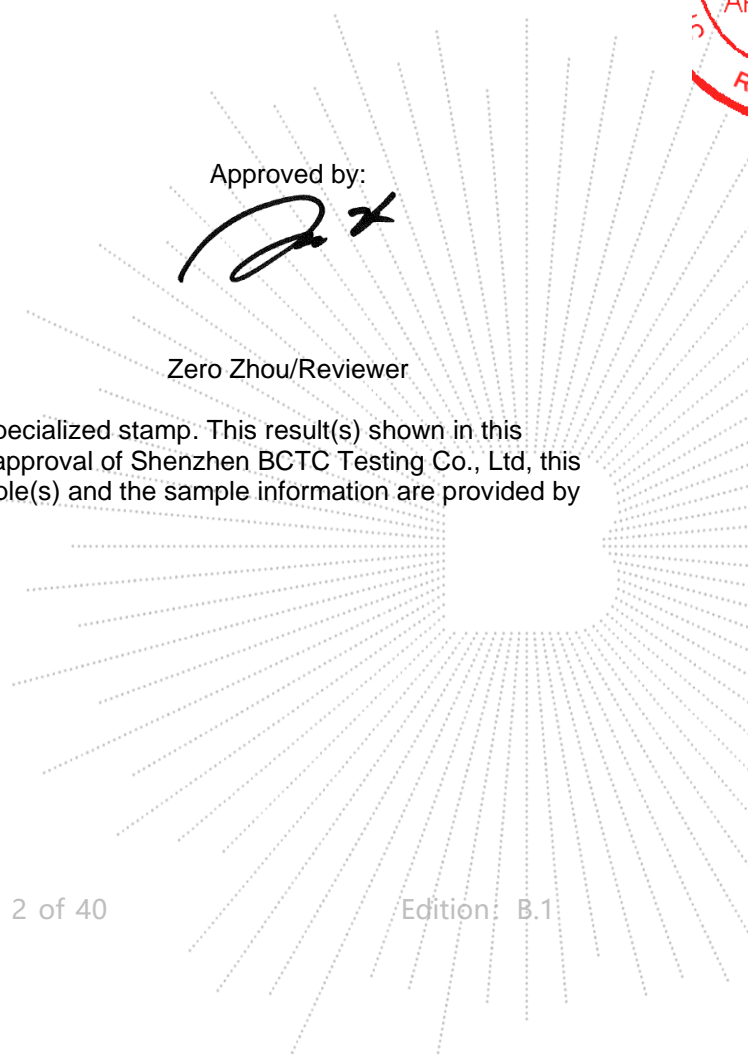 Approved by:
Zero Zhou/Reviewer
pecialized stamp. This result(s) shown in this
approval of Shenzhen BCTC Testing Co., Ltd, this
ple(s) and the sample information are provided by
2 of 40 Edition: B.1